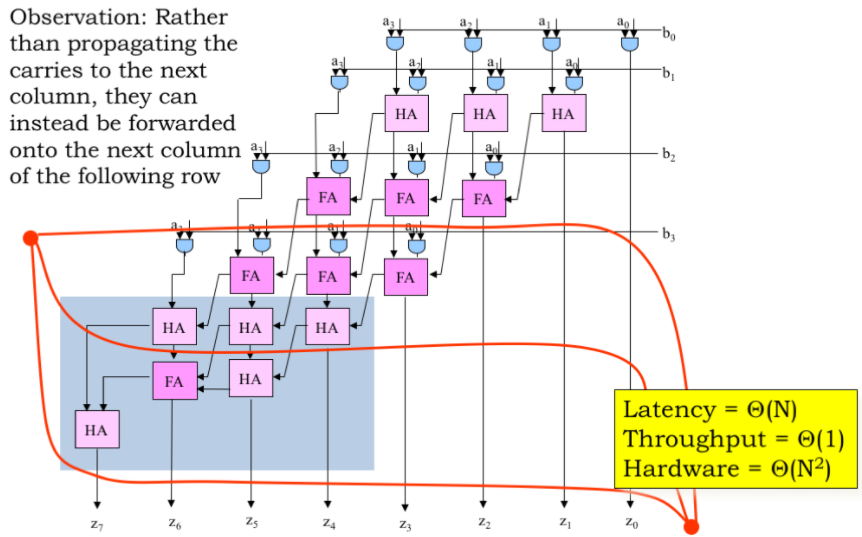 Observation: Rather
than propagating the
carries to the next
column, they can
instead be forwarded
onto the next column
of the following row
a3 a2 a1 a0 b0
a3 a2 a1 a0 b1
HA HA HA
a3 a2 a1 a0 b2
FA FA FA
a3 a2 a1 a0 b3
FA FA FA
HA HA HA
FA HA
HA
Latency = Θ(N)
Throughput = Θ(1)
Hardware = Θ(N²)
z7 z6 z5 z4 z3 z2 z1 z0